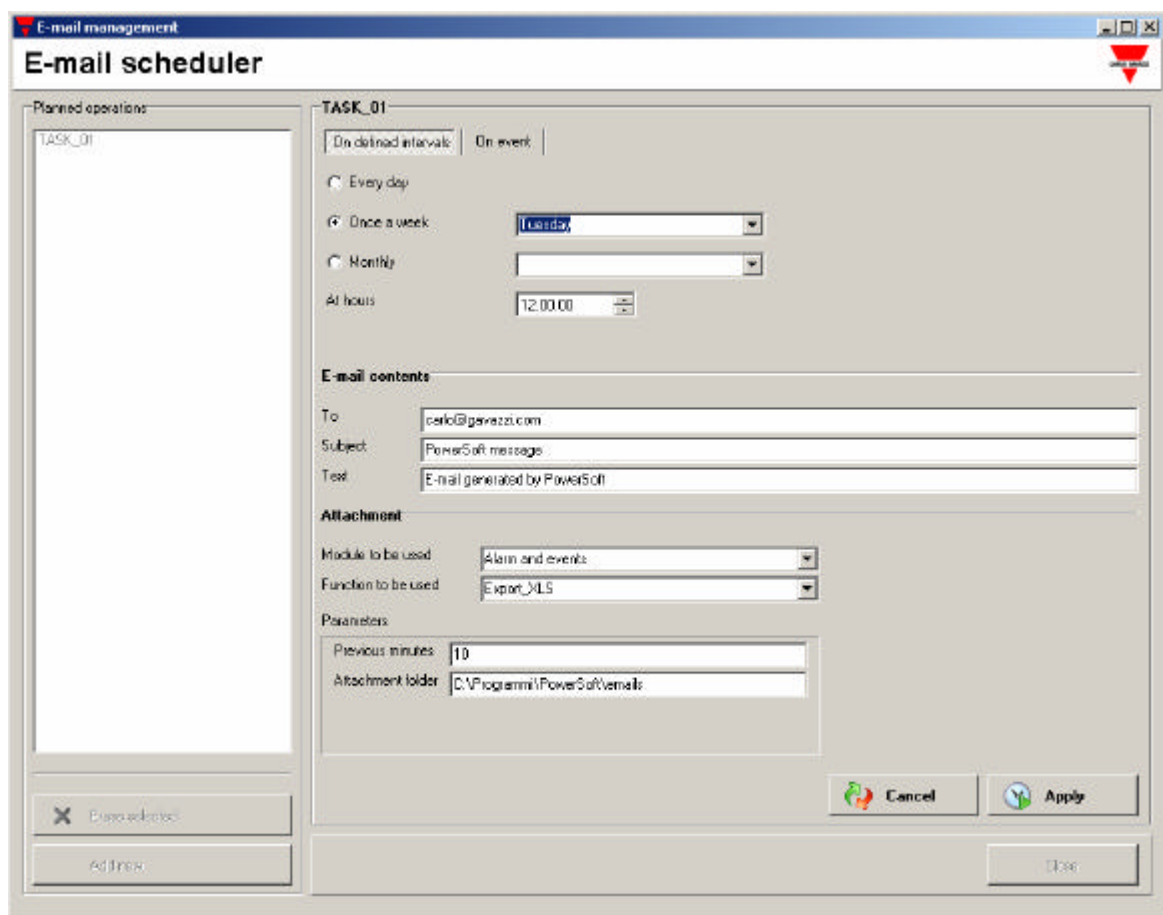 E-mail management
E-mail scheduler
Planned operations
TASK_01
TASK_01
On defined intervals
On event
Every day
Once a week
Tuesday
Monthly
At hours
12.00.00
E-mail contents
To
carlo@gavazzi.com
Subject
PowerSoft message
Text
E-mail generated by PowerSoft
Attachment
Module to be used
Alarm and events
Function to be used
Export_XLS
Parameters
Previous minutes
10
Attachment folder
C:\Programmi\PowerSoft\emails
Cancel
Apply
Erase selected
Add new
Close